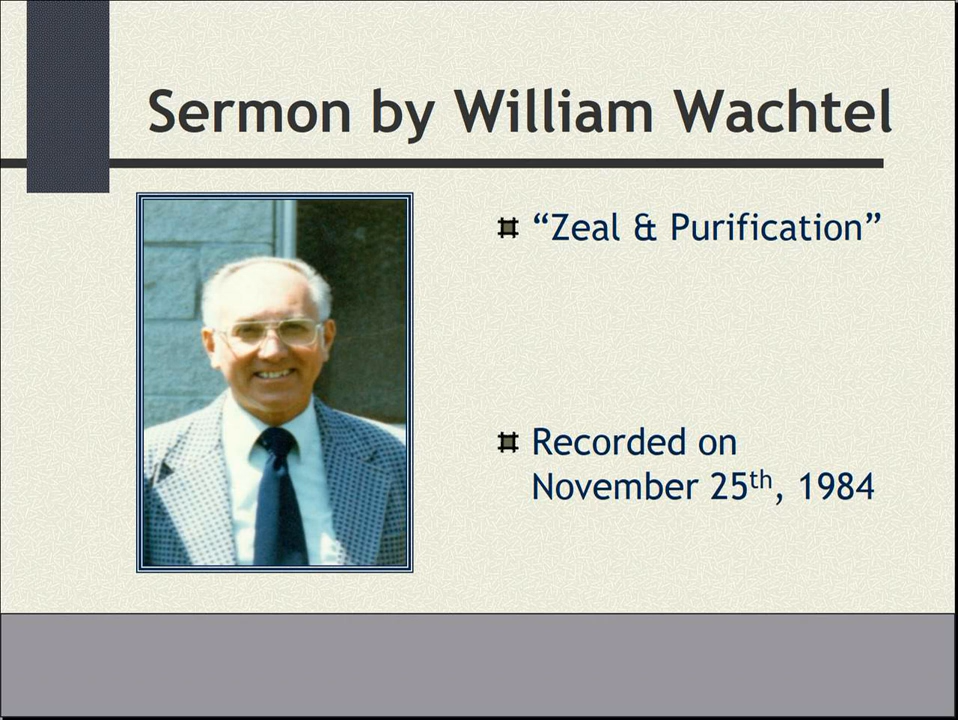 Sermon by William Wachtel
“Zeal & Purification”
Recorded on
November 25th, 1984